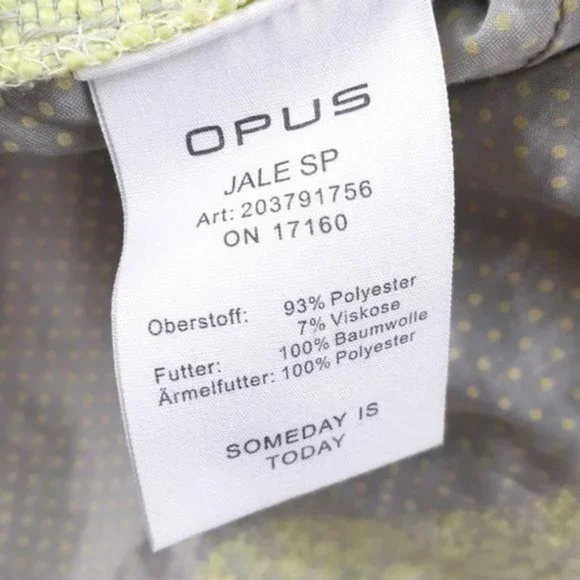 OPUS
JALE SP
Art: 203791756
ON 17160
Oberstoff: 93% Polyester
7% Viskose
Futter: 100% Baumwolle
Ärmelfutter: 100% Polyester
SOMEDAY IS
TODAY